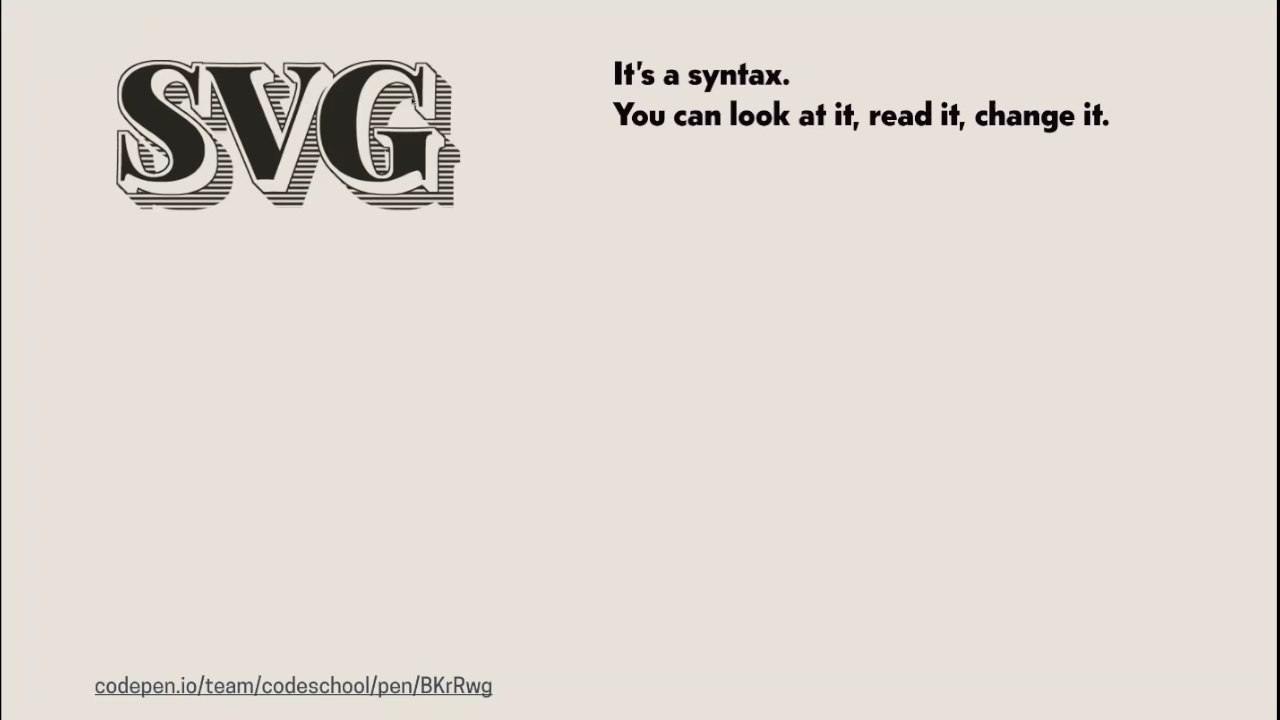 SVG
It's a syntax.
You can look at it, read it, change it.
codepen.io/team/codeschool/pen/BKrRwg